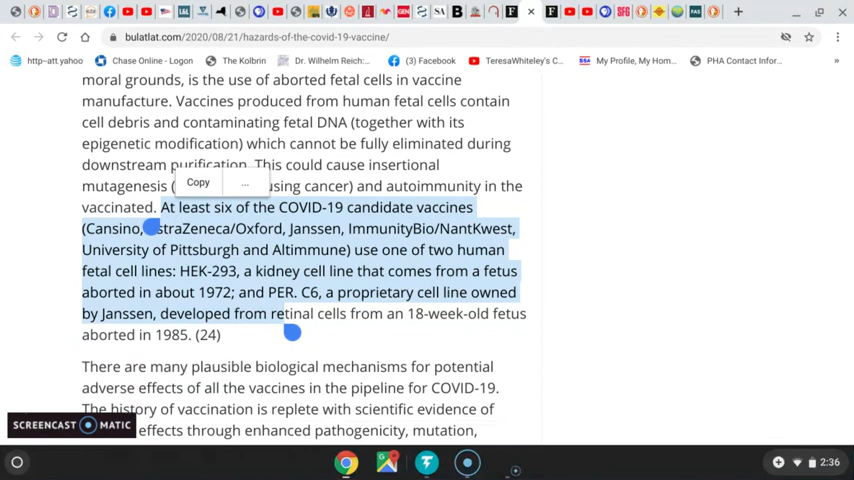 bulatlat.com/2020/08/21/hazards-of-the-covid-19-vaccine/
http--att.yahoo Chase Online - Logon The Kolbrin Dr. Wilhelm Reich:... (3) Facebook TeresaWhiteley's C... My Profile, My Hom... PHA Contact Infor... »
moral grounds, is the use of aborted fetal cells in vaccine
manufacture. Vaccines produced from human fetal cells contain
cell debris and contaminating fetal DNA (together with its
epigenetic modification) which cannot be fully eliminated during
downstream purification. This could cause insertional
Copy ...
mutagenesis using cancer) and autoimmunity in the
vaccinated. At least six of the COVID-19 candidate vaccines
(Cansino, straZeneca/Oxford, Janssen, ImmunityBio/NantKwest,
University of Pittsburgh and Altimmune) use one of two human
fetal cell lines: HEK-293, a kidney cell line that comes from a fetus
aborted in about 1972; and PER. C6, a proprietary cell line owned
by Janssen, developed from retinal cells from an 18-week-old fetus
aborted in 1985. (24)
There are many plausible biological mechanisms for potential
adverse effects of all the vaccines in the pipeline for COVID-19.
The history of vaccination is replete with scientific evidence of
effects through enhanced pathogenicity, mutation,
SCREENCAST MATIC
2:36